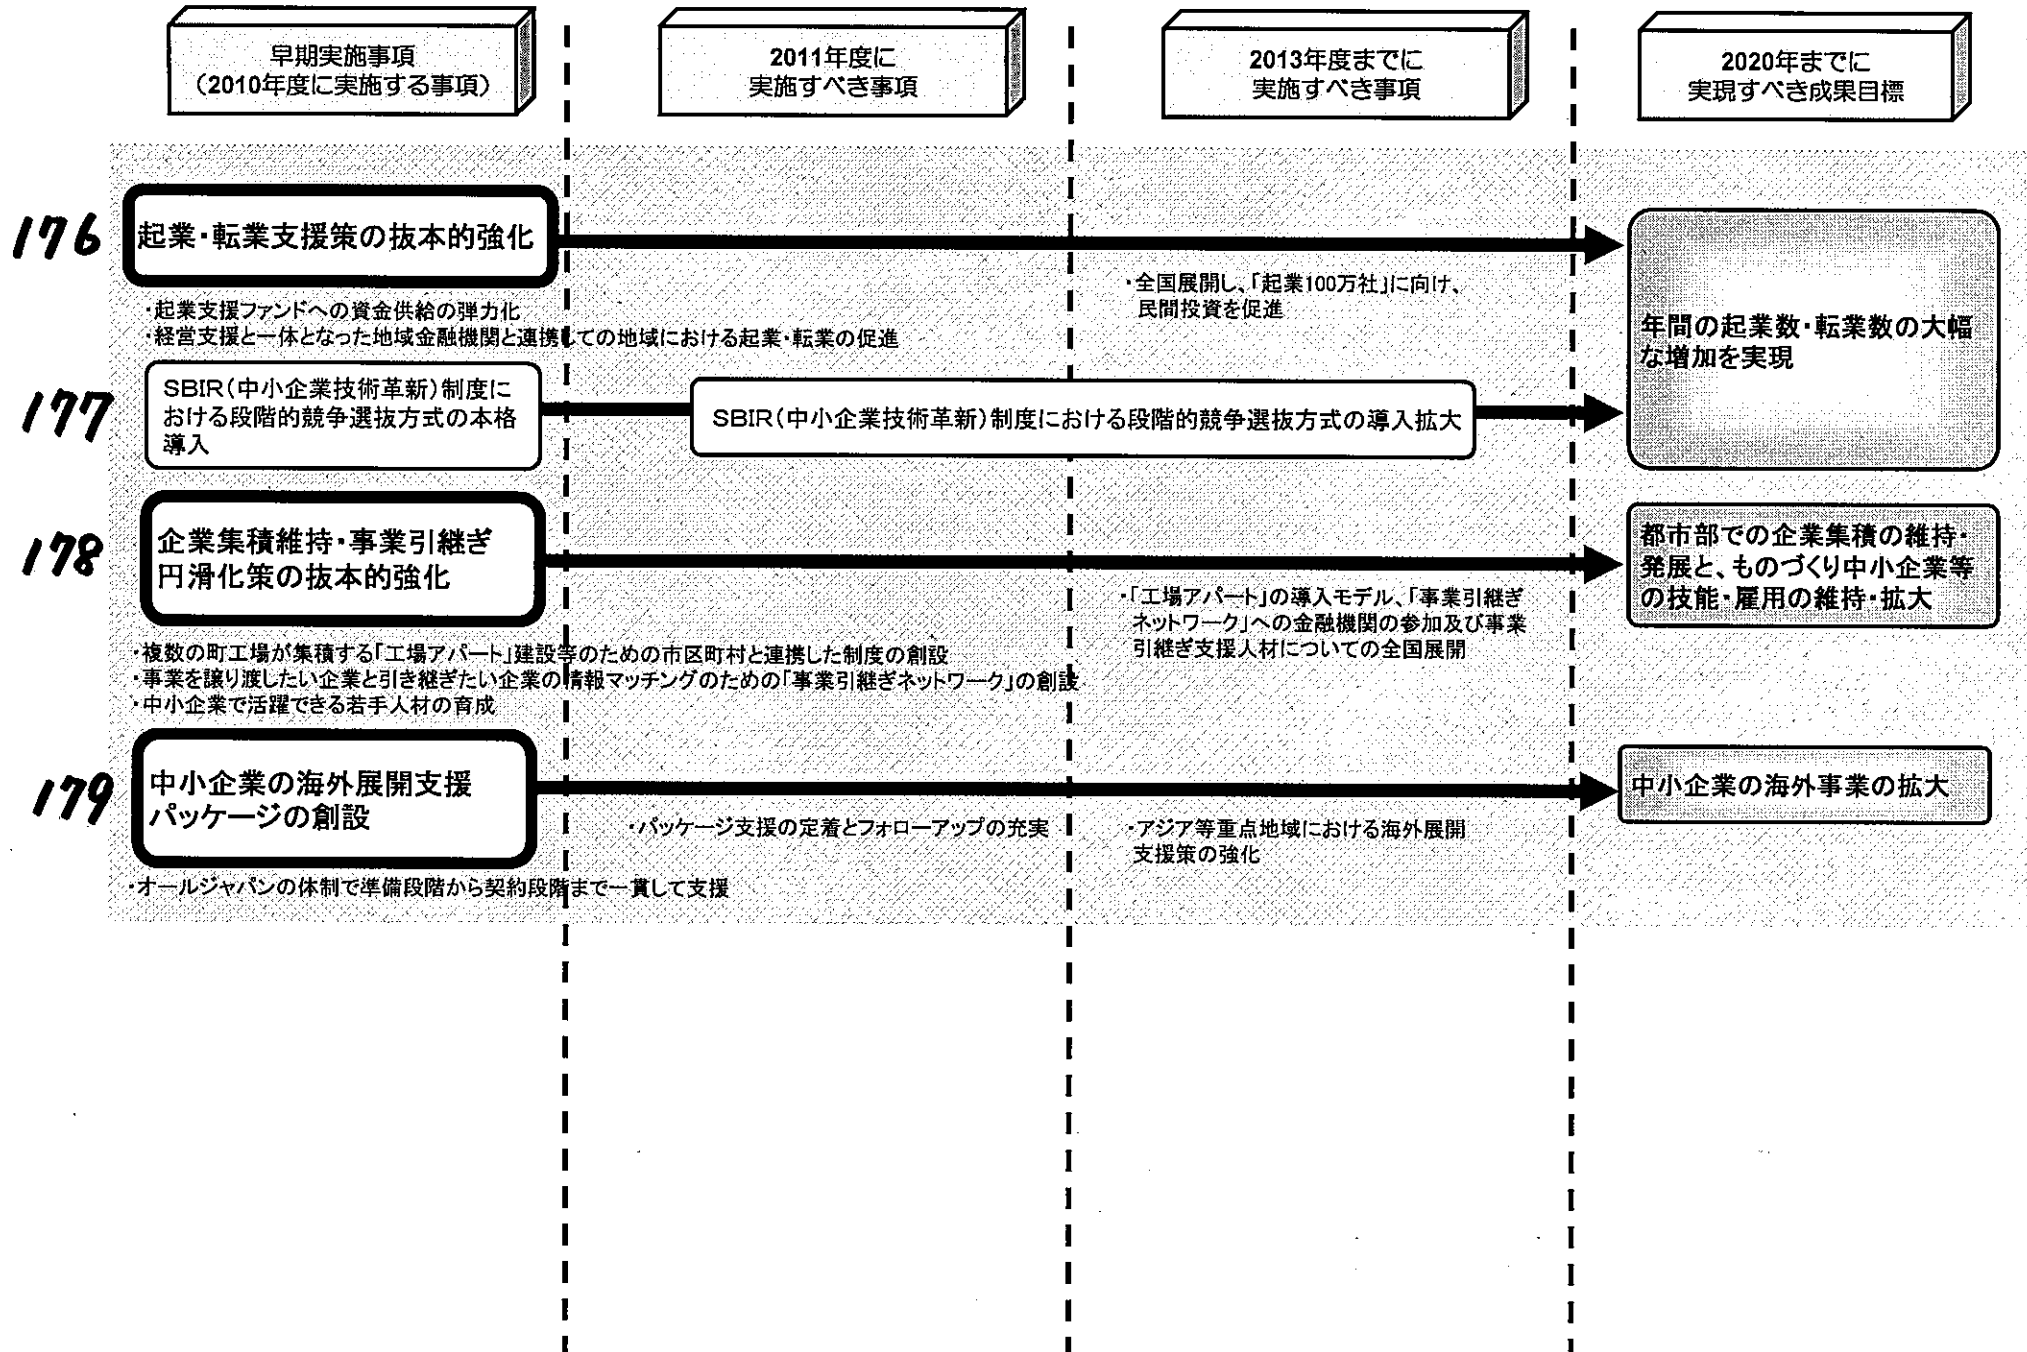 早期実施事項
（2010年度に実施する事項）
2011年度に
実施すべき事項
2013年度までに
実施すべき事項
2020年までに
実現すべき成果目標
176
起業・転業支援策の抜本的強化
・起業支援ファンドへの資金供給の弾力化
・経営支援と一体となった地域金融機関と連携しての地域における起業・転業の促進
・全国展開し、「起業100万社」に向け、
民間投資を促進
年間の起業数・転業数の大幅
な増加を実現
177
SBIR（中小企業技術革新）制度に
おける段階的競争選抜方式の本格
導入
SBIR（中小企業技術革新）制度における段階的競争選抜方式の導入拡大
178
企業集積維持・事業引継ぎ
円滑化策の抜本的強化
・複数の町工場が集積する「工場アパート」建設等のための市区町村と連携した制度の創設
・事業を譲り渡したい企業と引き継ぎたい企業の情報マッチングのための「事業引継ぎネットワーク」の創設
・中小企業で活躍できる若手人材の育成
・「工場アパート」の導入モデル、「事業引継ぎ
ネットワーク」への金融機関の参加及び事業
引継ぎ支援人材についての全国展開
都市部での企業集積の維持・
発展と、ものづくり中小企業等
の技能・雇用の維持・拡大
179
中小企業の海外展開支援
パッケージの創設
・オールジャパンの体制で準備段階から契約段階まで一貫して支援
・パッケージ支援の定着とフォローアップの充実
・アジア等重点地域における海外展開
支援策の強化
中小企業の海外事業の拡大